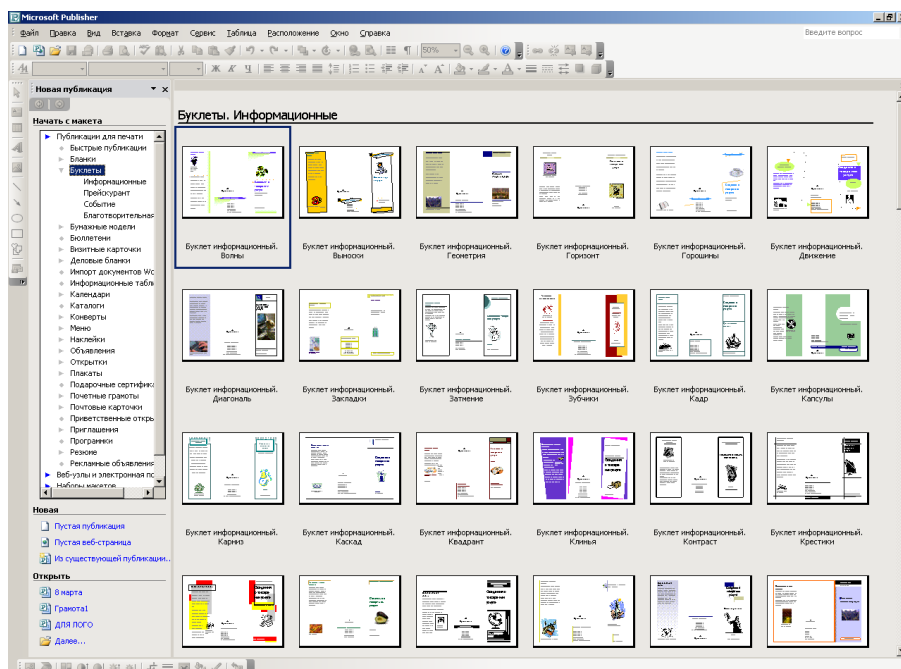 Microsoft Publisher
Файл Правка Вид Вставка Формат Сервис Таблица Расположение Окно Справка
Введите вопрос
50%
Новая публикация
Начать с макета
Публикации для печати
Быстрые публикации
Бланки
Буклеты
Информационные
Прейскурант
Событие
Благотворительная
Бумажные модели
Бюллетени
Визитные карточки
Деловые бланки
Импорт документов Wo
Информационные табли
Календари
Каталоги
Конверты
Меню
Наклейки
Объявления
Открытки
Плакаты
Подарочные сертифика
Почетные грамоты
Почтовые карточки
Приветственные откры
Приглашения
Программки
Резюме
Рекламные объявления
Веб-узлы и электронная по
Наборы макетов
Новая
Пустая публикация
Пустая веб-страница
Из существующей публикации...
Открыть
8 марта
Грамота1
ДЛЯ ЛОГО
Далее...
Буклеты. Информационные
Буклет информационный. Волны
Буклет информационный. Выноски
Буклет информационный. Геометрия
Буклет информационный. Горизонт
Буклет информационный. Горошины
Буклет информационный. Движение
Буклет информационный. Диагональ
Буклет информационный. Закладки
Буклет информационный. Затмение
Буклет информационный. Зубчики
Буклет информационный. Кадр
Буклет информационный. Капсулы
Буклет информационный. Карниз
Буклет информационный. Каскад
Буклет информационный. Квадрант
Буклет информационный. Клинья
Буклет информационный. Контраст
Буклет информационный. Крестики